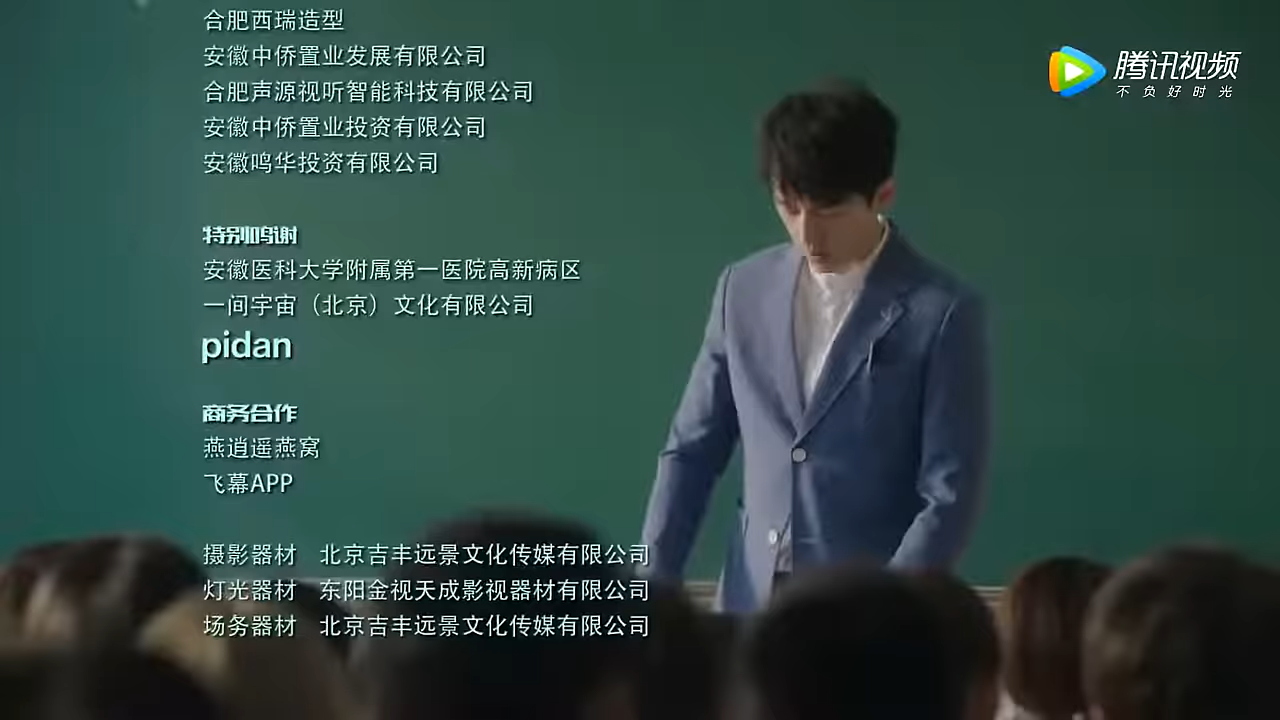 合肥西瑞造型
安徽中侨置业发展有限公司
合肥声源视听智能科技有限公司
安徽中侨置业投资有限公司
安徽鸣华投资有限公司
特别鸣谢
安徽医科大学附属第一医院高新病区
一间宇宙（北京）文化有限公司
pidan
商务合作
燕逍遥燕窝
飞幕APP
摄影器材 北京吉丰远景文化传媒有限公司
灯光器材 东阳金视天成影视器材有限公司
场务器材 北京吉丰远景文化传媒有限公司
腾讯视频
不负好时光